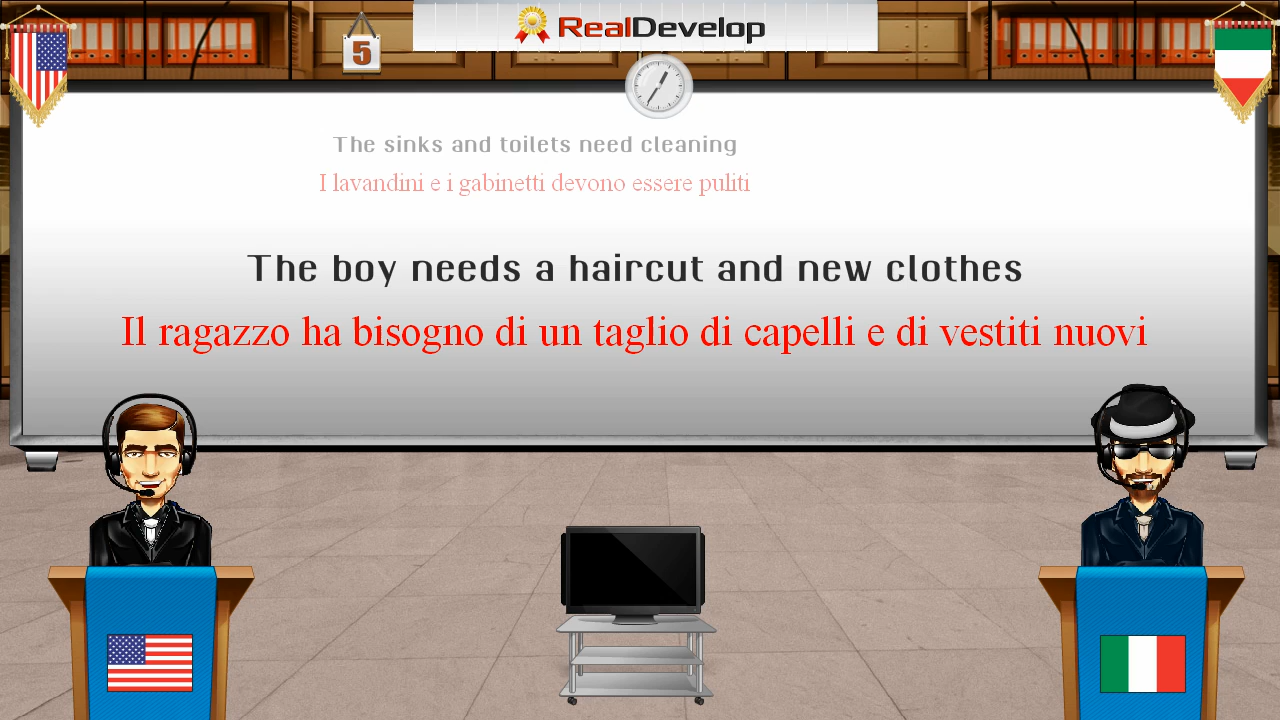 RealDevelop
5
The sinks and toilets need cleaning
I lavandini e i gabinetti devono essere puliti
The boy needs a haircut and new clothes
Il ragazzo ha bisogno di un taglio di capelli e di vestiti nuovi